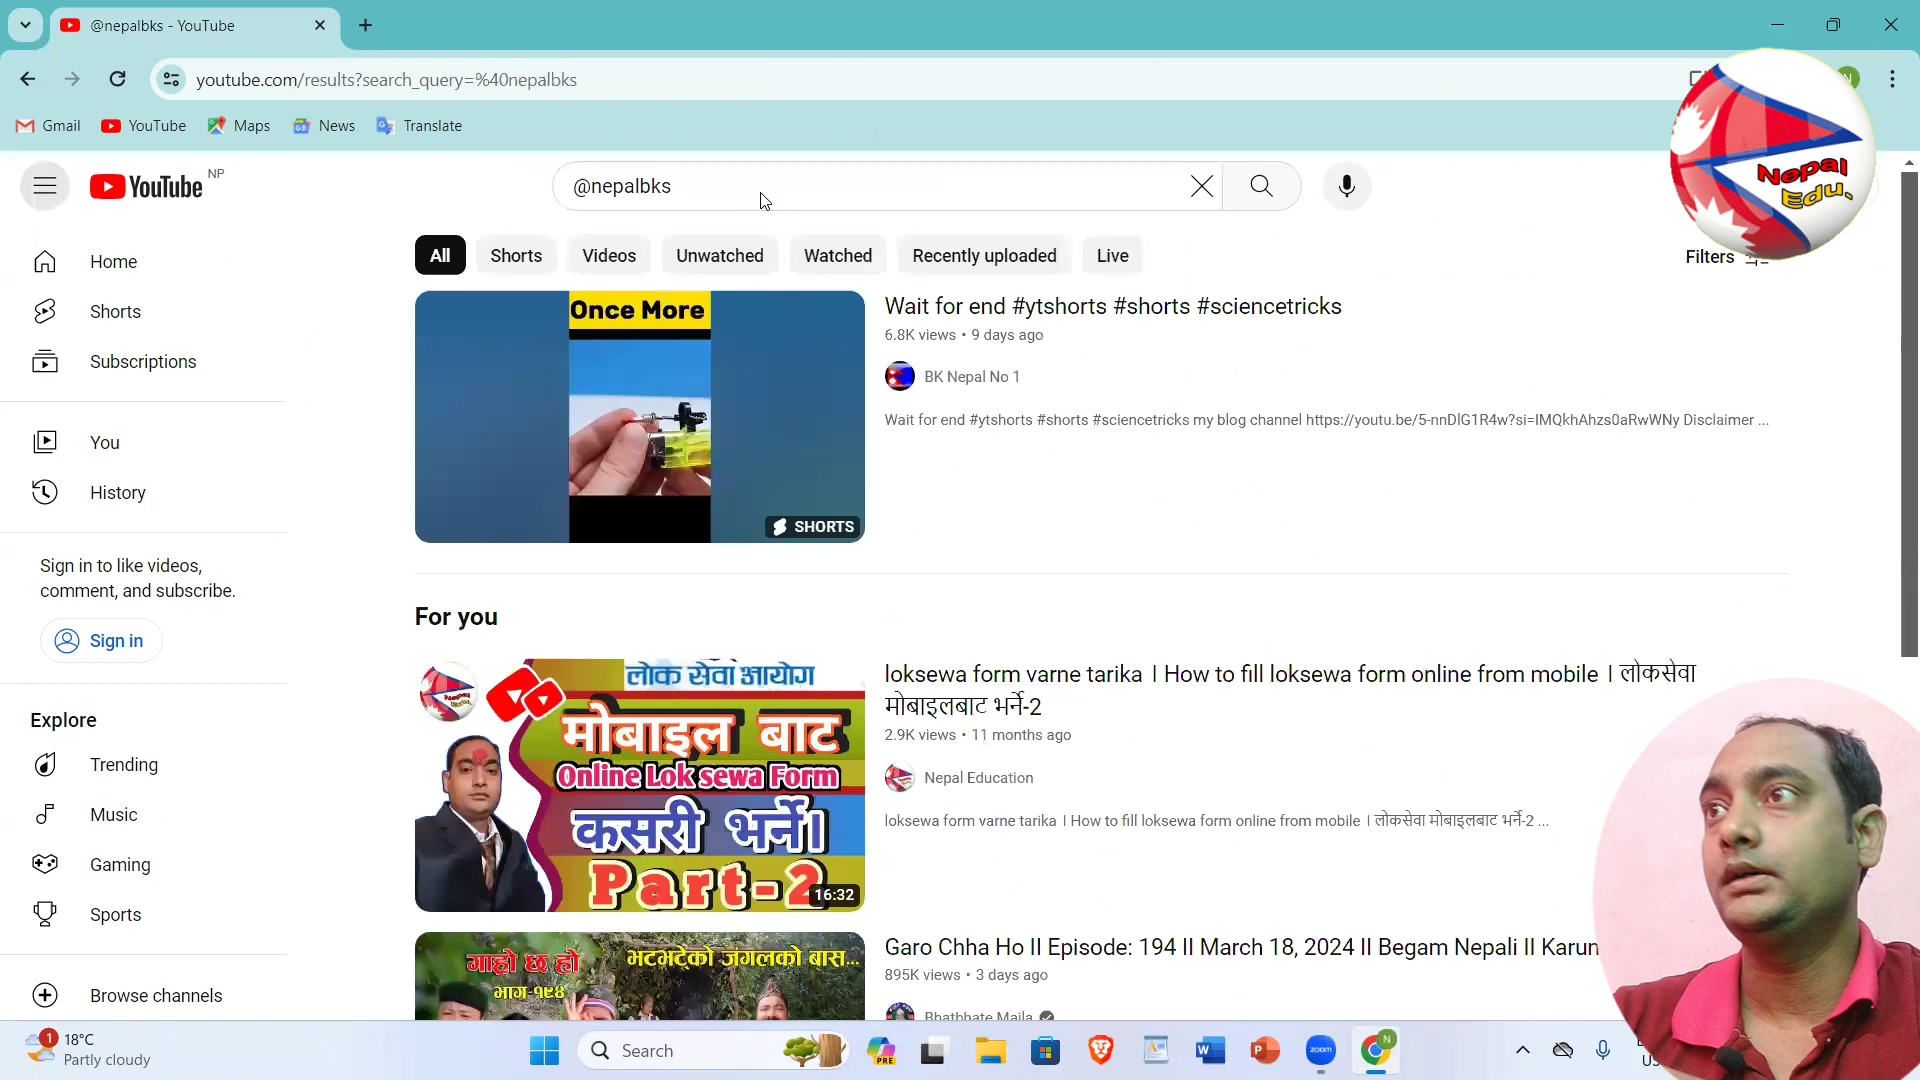 @nepalbks - YouTube
youtube.com/results?search_query=%40nepalbks
Gmail
YouTube
Maps
News
Translate
YouTube NP
@nepalbks
Nepal
Edu.
Home
Shorts
Subscriptions
You
History
Sign in to like videos,
comment, and subscribe.
Sign in
Explore
Trending
Music
Gaming
Sports
Browse channels
All
Shorts
Videos
Unwatched
Watched
Recently uploaded
Live
Filters
Once More
SHORTS
Wait for end #ytshorts #shorts #sciencetricks
6.8K views • 9 days ago
BK Nepal No 1
Wait for end #ytshorts #shorts #sciencetricks my blog channel https://youtu.be/5-nnDlG1R4w?si=IMQkhAhzs0aRwWNy Disclaimer ...
For you
लोक सेवा आयोग
मोबाइल बाट
Online Lok sewa Form
कसरी भर्ने।
Part-2
16:32
loksewa form varne tarika । How to fill loksewa form online from mobile । लोकसेवा
मोबाइलबाट भर्ने-2
2.9K views • 11 months ago
Nepal Education
loksewa form varne tarika । How to fill loksewa form online from mobile । लोकसेवा मोबाइलबाट भर्ने-2 ...
गाहो छ हो
भाग-१९४
भटभटेको जंगलको बास...
Garo Chha Ho II Episode: 194 II March 18, 2024 II Begam Nepali II Karun
895K views • 3 days ago
Bhatbhate Maila
1
18°C
Partly cloudy
Search
PRE
zoom
N
US